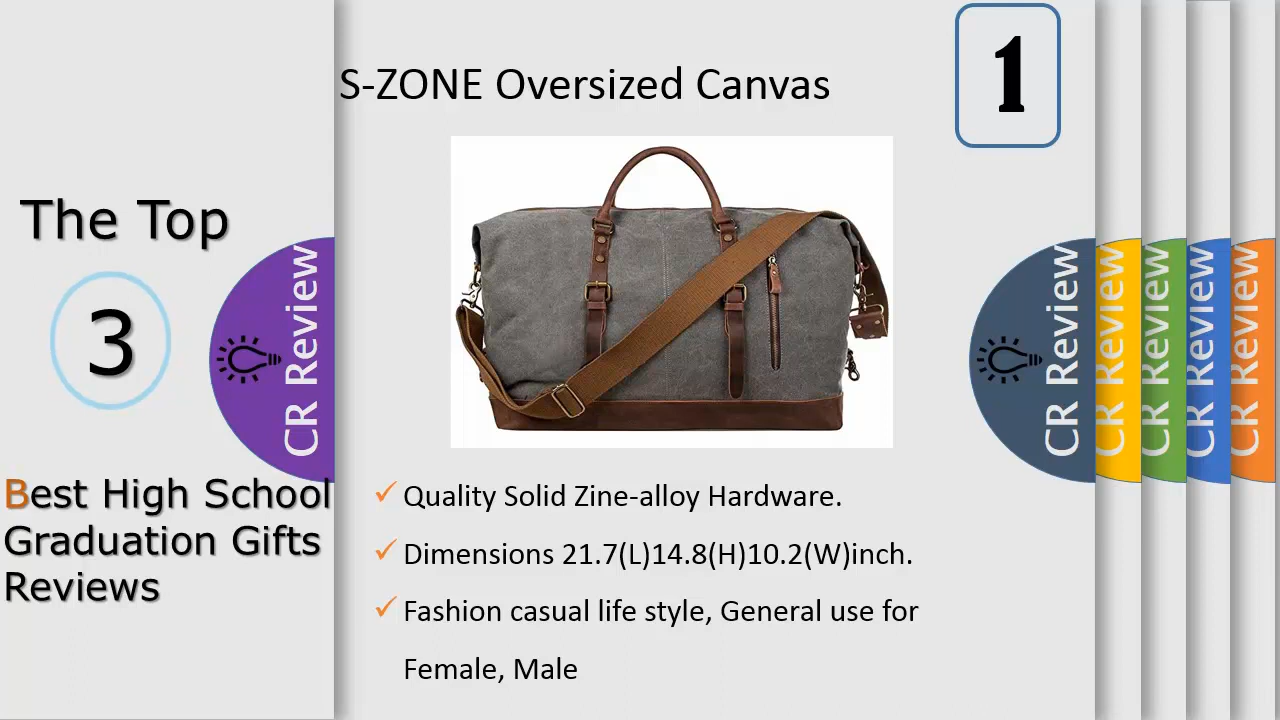 S-ZONE Oversized Canvas
1
The Top
3
Best High School
Graduation Gifts
Reviews
CR Review
Quality Solid Zine-alloy Hardware.
Dimensions 21.7(L)14.8(H)10.2(W)inch.
Fashion casual life style, General use for
Female, Male
CR Review
CR Review
CR Review
CR Review
CR Review